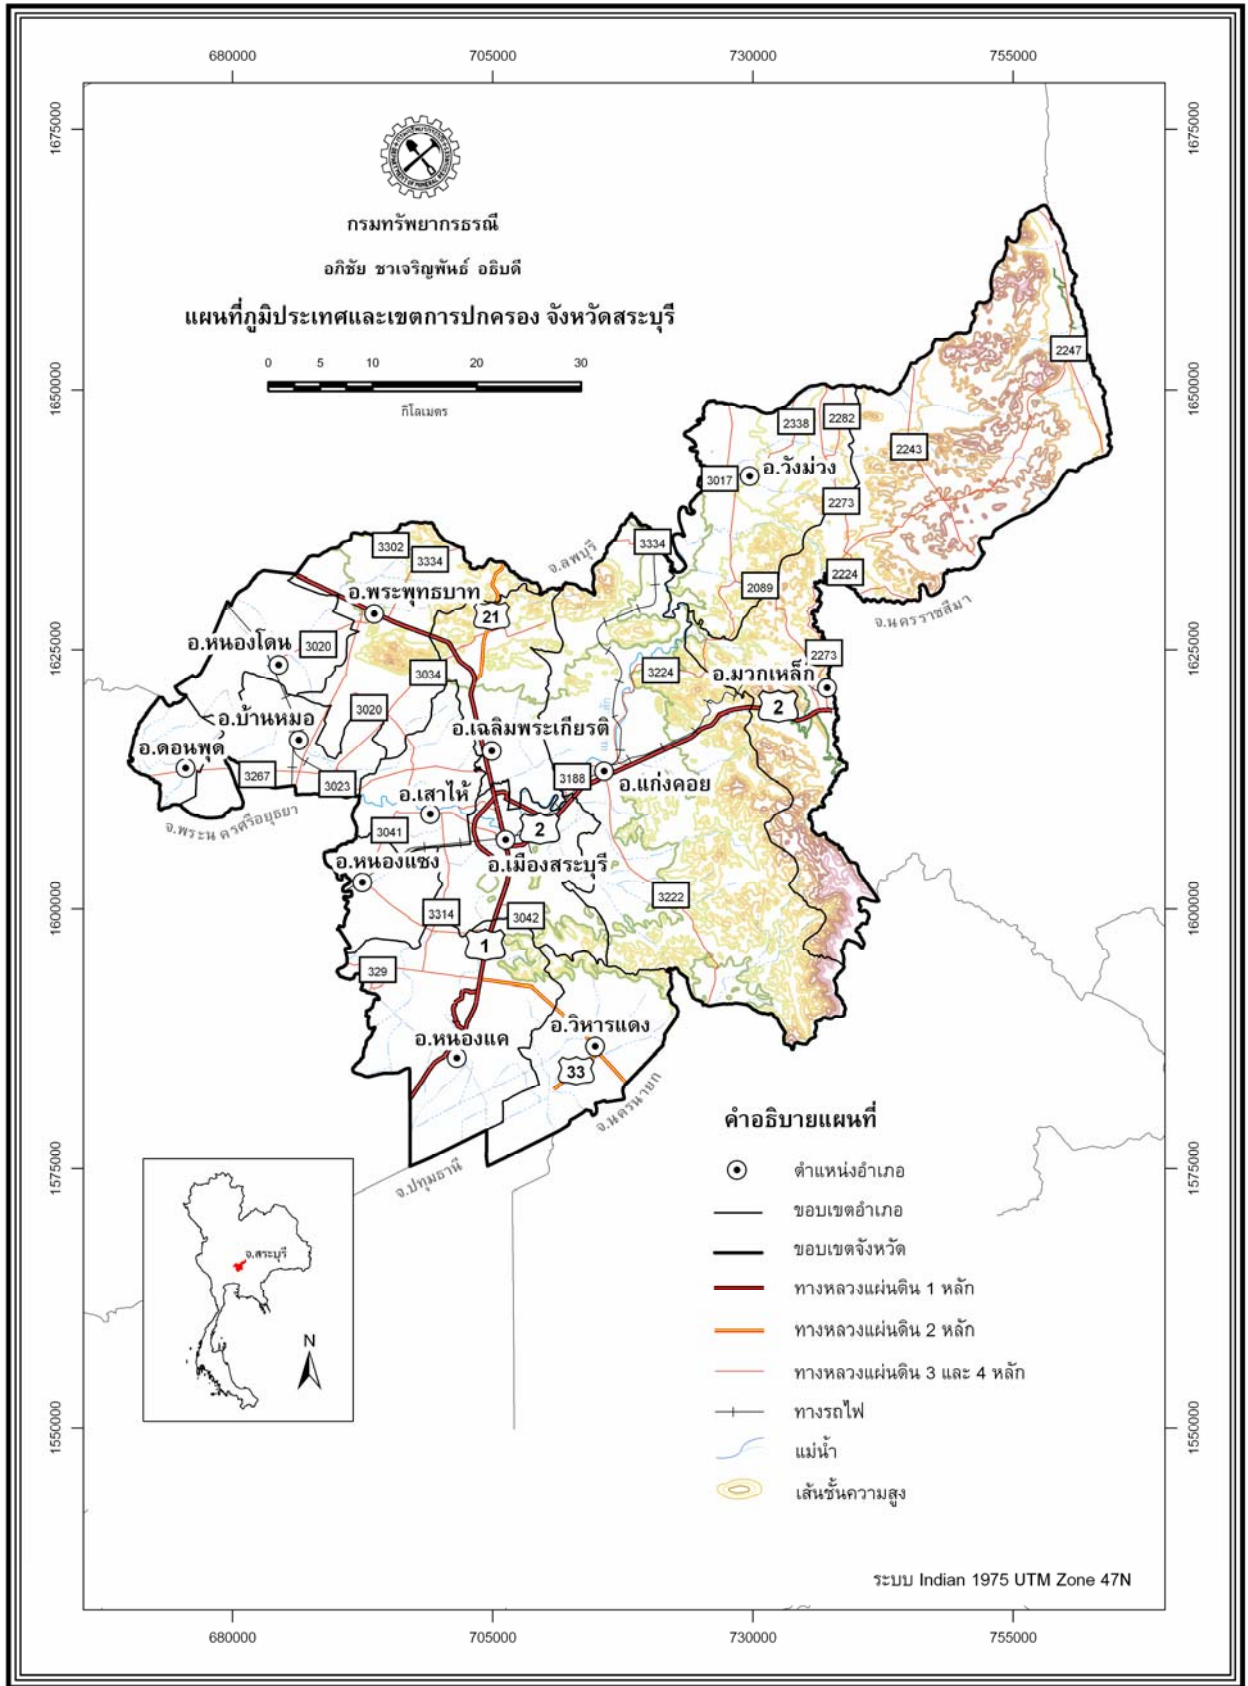 680000 705000 730000 755000
1675000 1675000
DEPARTMENT OF MINERAL RESOURCES
กรมทรัพยากรธรณี
อภิชัย ชวเจริญพันธ์ อธิบดี
แผนที่ภูมิประเทศและเขตการปกครอง จังหวัดสระบุรี
0 5 10 20 30
กิโลเมตร
2247
1650000 1650000
2338 2282
2243
อ.วังม่วง
3017
2273
3302 3334 จ.ลพบุรี 3334
2224
2089
อ.พระพุทธบาท
21
จ.นครราชสีมา
อ.หนองโดน 3020
1625000 1625000
2273
3034 3224 อ.มวกเหล็ก
2
3020
อ.บ้านหมอ อ.เฉลิมพระเกียรติ
อ.ดอนพุด
3267 3023 3188 อ.แก่งคอย
อ.เสาไห้
จ.พระนครศรีอยุธยา
3041 2
อ.หนองแซง อ.เมืองสระบุรี
3222
1600000 1600000
3314 3042
1
329
อ.หนองแค อ.วิหารแดง
33
จ.นครนายก
จ.ปทุมธานี
1575000 1575000
จ.สระบุรี
N
คำอธิบายแผนที่
ตำแหน่งอำเภอ
ขอบเขตอำเภอ
ขอบเขตจังหวัด
ทางหลวงแผ่นดิน 1 หลัก
ทางหลวงแผ่นดิน 2 หลัก
ทางหลวงแผ่นดิน 3 และ 4 หลัก
ทางรถไฟ
แม่น้ำ
เส้นชั้นความสูง
1550000 1550000
ระบบ Indian 1975 UTM Zone 47N
680000 705000 730000 755000